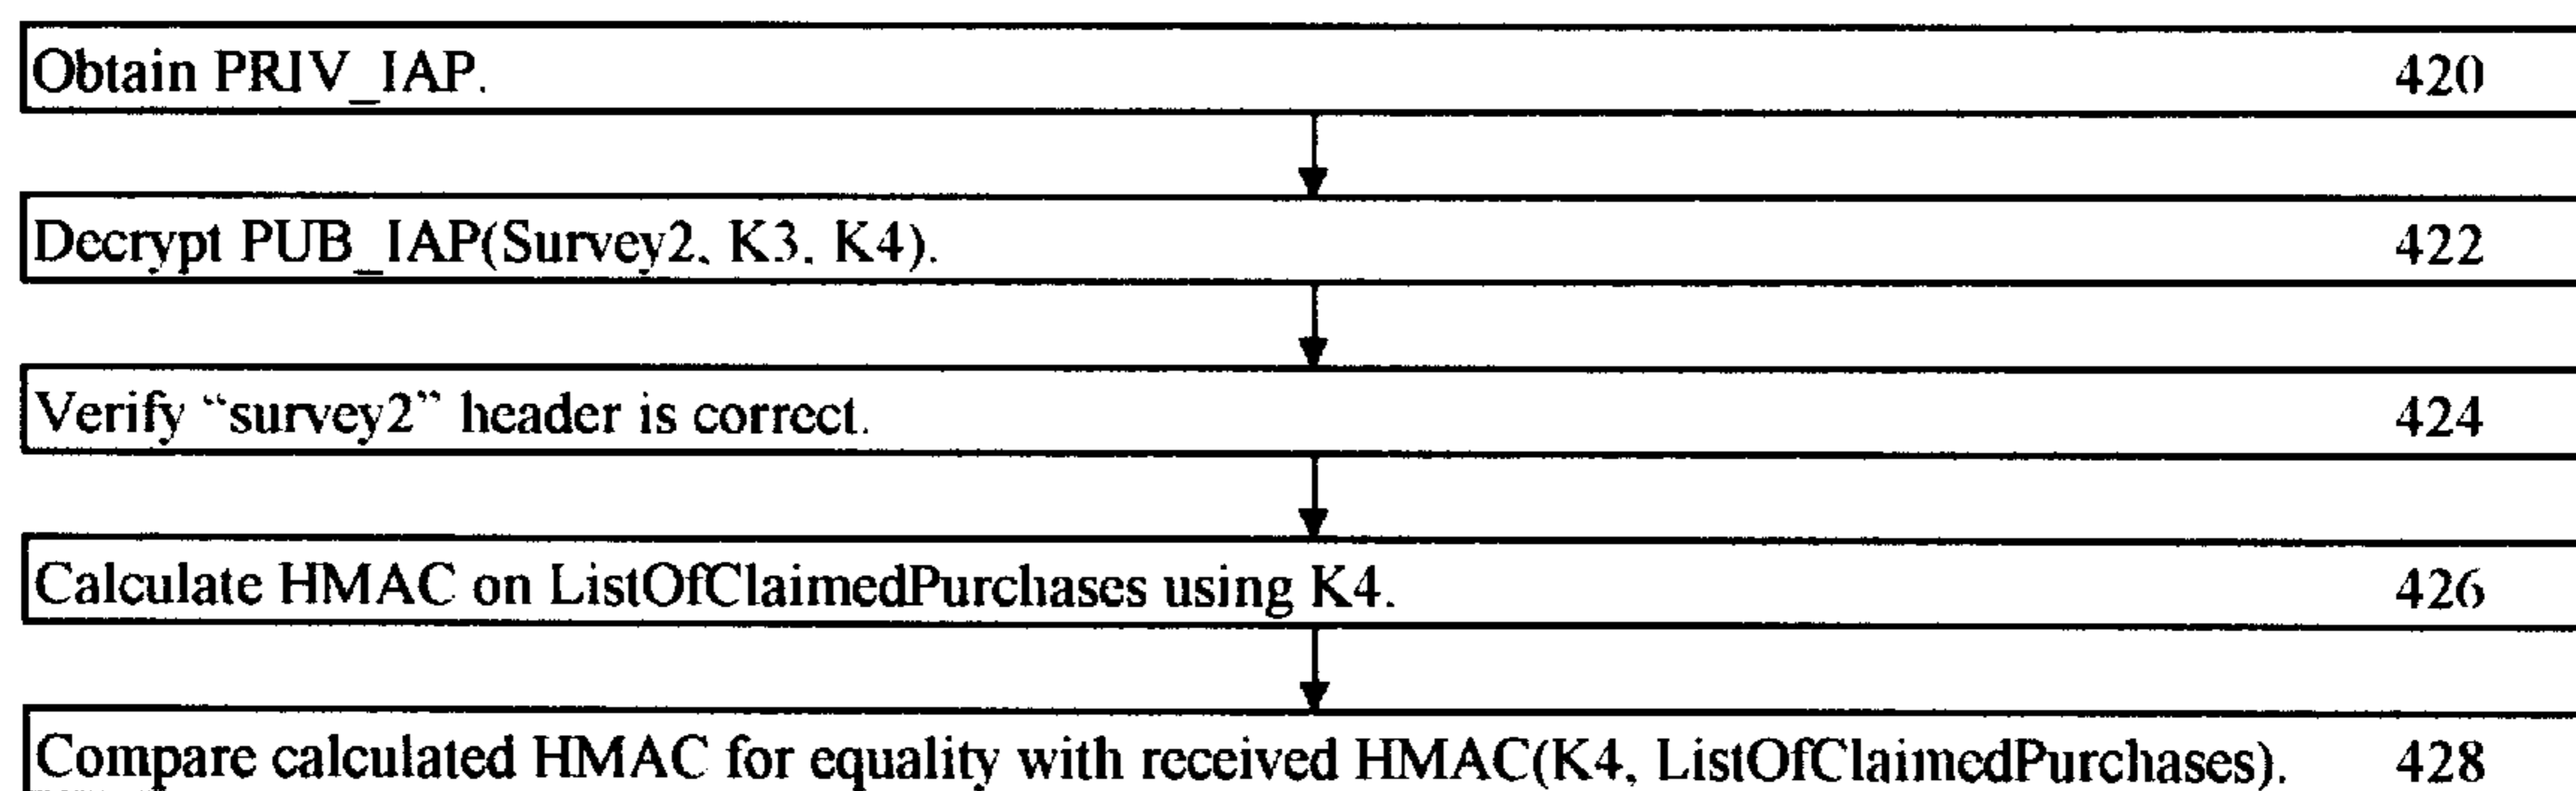 Obtain PRIV_IAP. 420
Decrypt PUB_IAP(Survey2, K3, K4). 422
Verify “survey2” header is correct. 424
Calculate HMAC on ListOfClaimedPurchases using K4. 426
Compare calculated HMAC for equality with received HMAC(K4, ListOfClaimedPurchases). 428